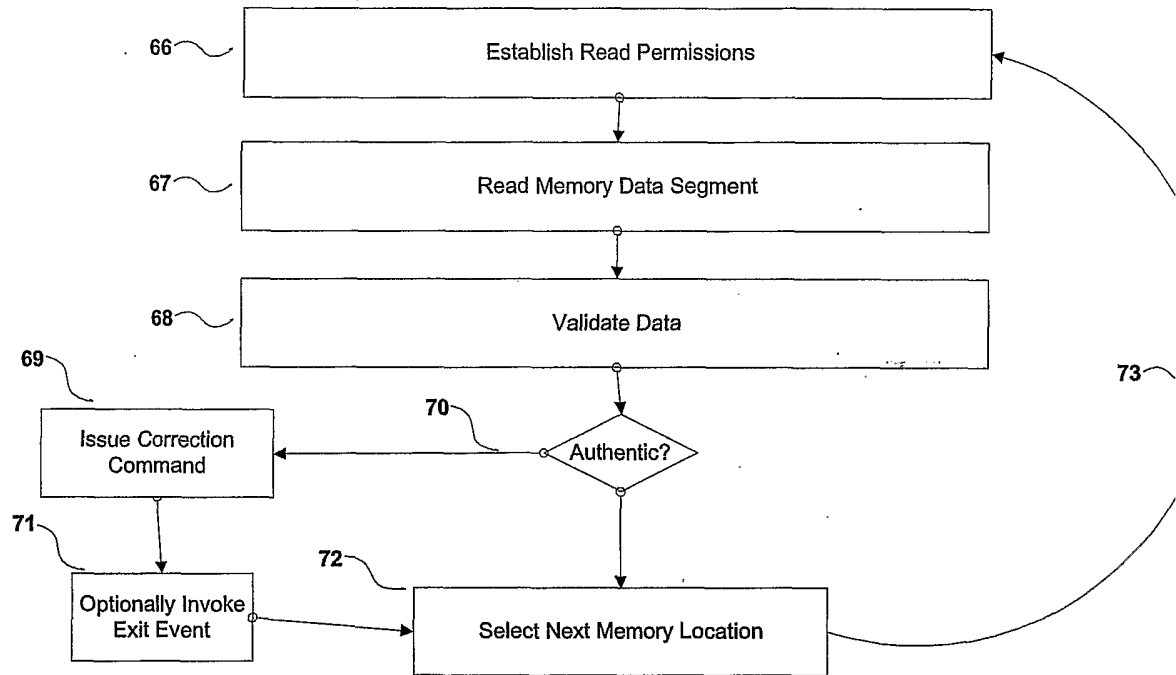 66
Establish Read Permissions
67
Read Memory Data Segment
68
Validate Data
69
73
70
Issue Correction
Command
Authentic?
71
72
Optionally Invoke
Exit Event
Select Next Memory Location